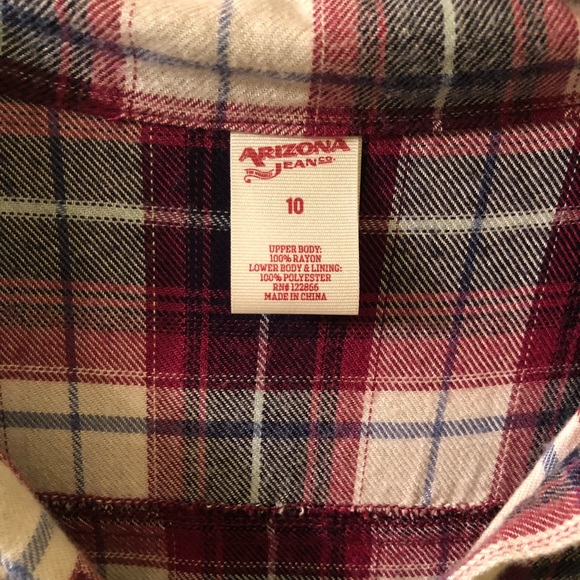 ARIZONA
JEAN CO.
10
UPPER BODY:
100% RAYON
LOWER BODY & LINING:
100% POLYESTER
RN# 122866
MADE IN CHINA